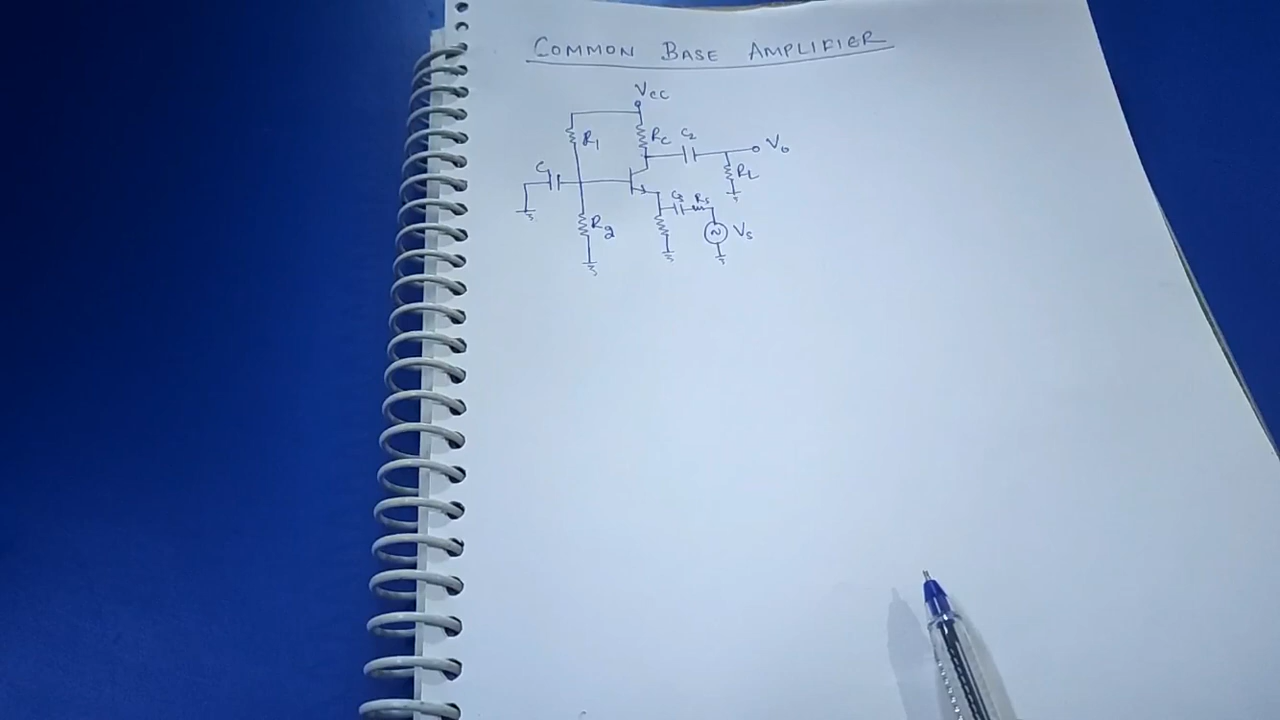 COMMON BASE AMPLIFIER
Vcc
R1
Rc
C2
Vo
RL
C1
C3
Rs
R2
Vs